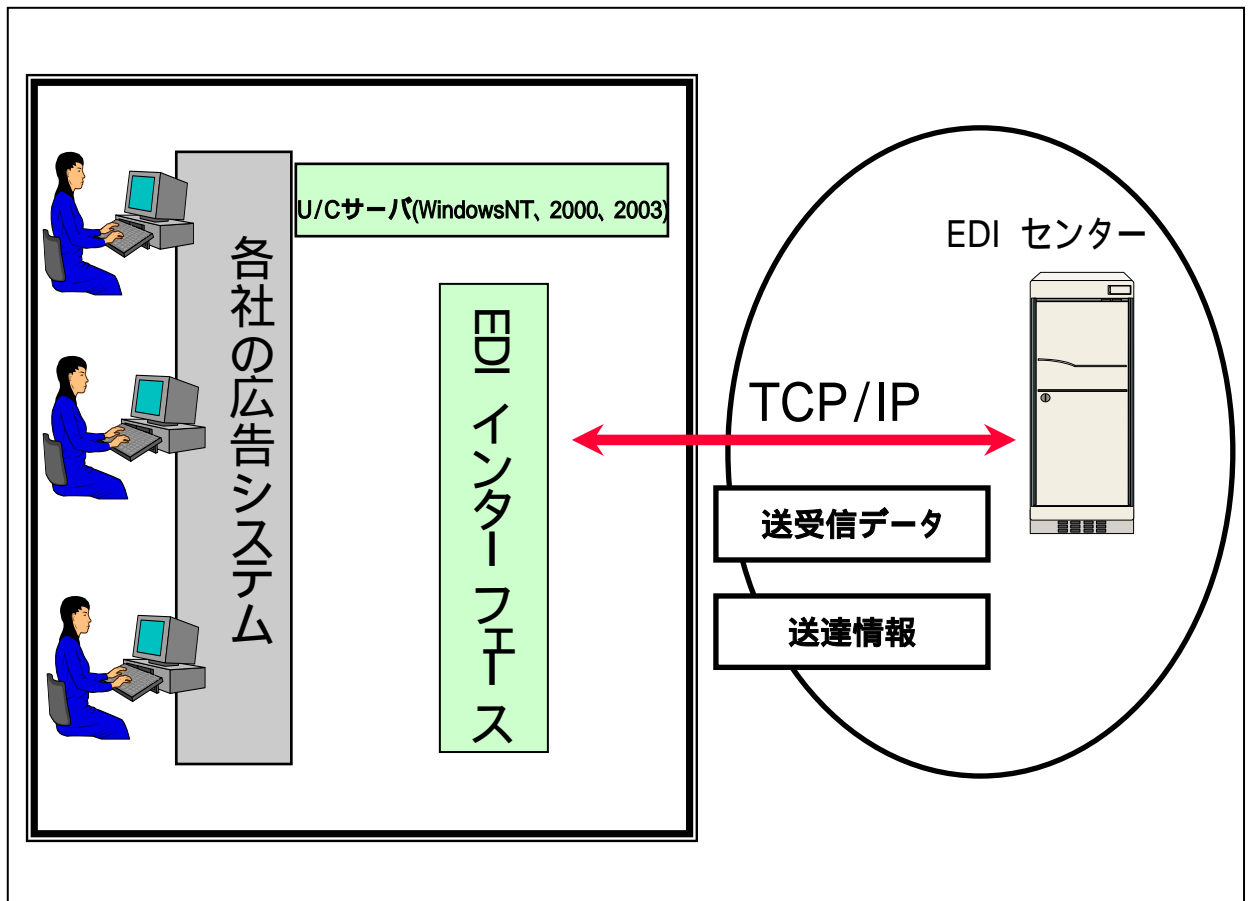 U/Cサーバ(WindowsNT、2000、2003)
各社の広告システム
EDI インターフェース
EDI センター
TCP/IP
送受信データ
送達情報